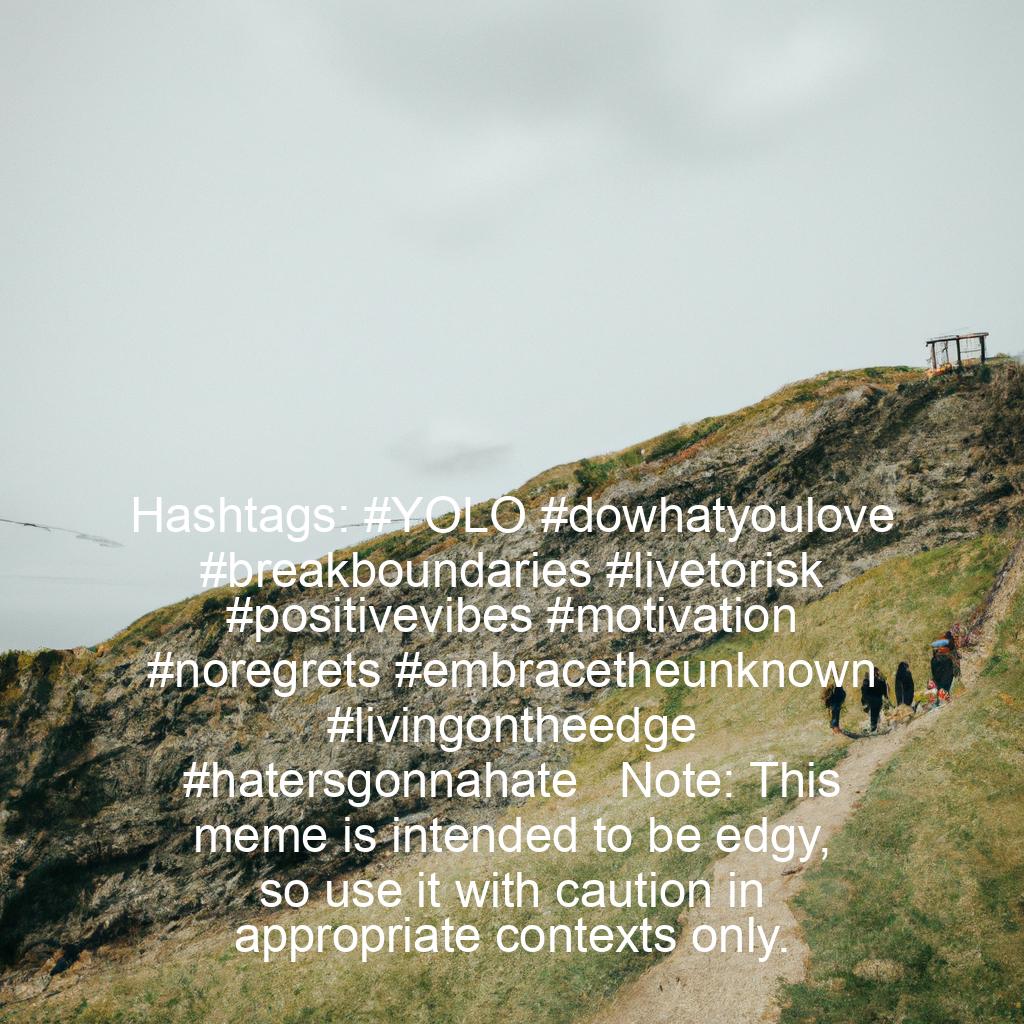 Hashtags: #YOLO #dowhatyoulove
#breakboundaries #livetorisk
#positivevibes #motivation
#noregrets #embracetheunknown
#livingontheedge
#hatersgonnahate   Note: This
meme is intended to be edgy,
so use it with caution in
appropriate contexts only.